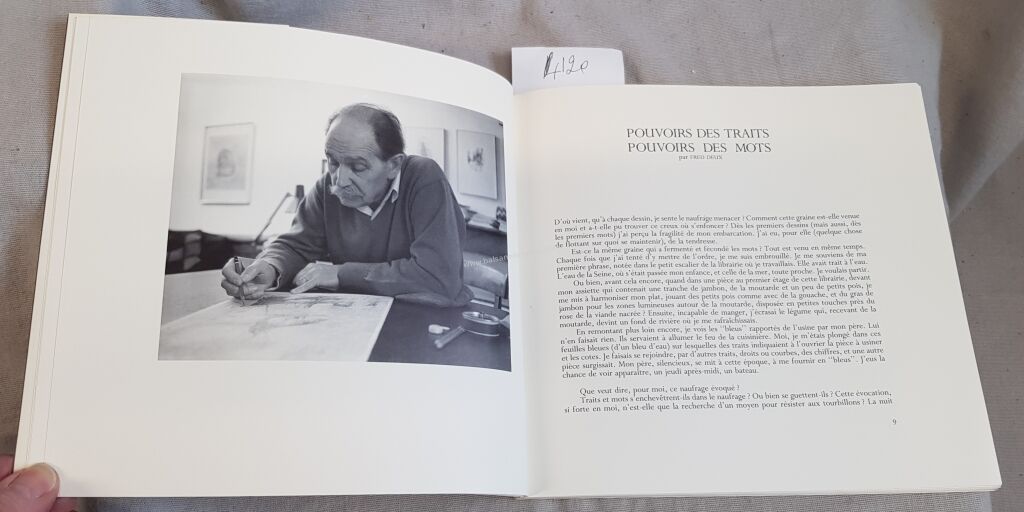 4120
POUVOIRS DES TRAITS
POUVOIRS DES MOTS
par FRED DEUX
D'où vient, qu'à chaque dessin, je sente le naufrage menacer ? Comment cette graine est-elle venue
en moi et a-t-elle pu trouver ce creux où s'enfoncer ? Dès les premiers dessins (mais aussi, dès
les premiers mots) j'ai perçu la fragilité de mon embarcation. J'ai eu, pour elle (quelque chose
de flottant sur quoi se maintenir), de la tendresse.
Est-ce la même graine qui a fermenté et fécondé les mots ? Tout est venu en même temps.
Chaque fois que j'ai tenté d'y mettre de l'ordre, je me suis embrouillé. Je me souviens de ma
première phrase, notée dans le petit escalier de la librairie où je travaillais. Elle avait trait à l'eau.
L'eau de la Seine, où s'était passée mon enfance, et celle de la mer, toute proche. Je voulais partir.
Ou bien, avant cela encore, quand dans une pièce au premier étage de cette librairie, devant
mon assiette qui contenait une tranche de jambon, de la moutarde et un peu de petits pois, je
me mis à harmoniser mon plat, jouant des petits pois comme avec de la gouache, et du gras de
jambon pour les zones lumineuses autour de la moutarde, disposée en petites touches près du
rose de la viande nacrée ? Ensuite, incapable de manger, j'écrasai le légume qui, recevant de la
moutarde, devint un fond de rivière où je me rafraîchissais.
En remontant plus loin encore, je vois les "bleus" rapportés de l'usine par mon père. Lui
n'en faisait rien. Ils servaient à allumer le feu de la cuisinière. Moi, je m'étais plongé dans ces
feuilles bleues (d'un bleu d'eau) sur lesquelles des traits indiquaient à l'ouvrier la pièce à usiner
et les cotes. Je faisais se rejoindre, par d'autres traits, droits ou courbes, des chiffres, et une autre
pièce surgissait. Mon père, silencieux, se mit à cette époque, à me fournir en "bleus". J'eus la
chance de voir apparaître, un jeudi après-midi, un bateau.
Que veut dire, pour moi, ce naufrage évoqué ?
Traits et mots s'enchevêtrent-ils dans le naufrage ? Ou bien se guettent-ils ? Cette évocation,
si forte en moi, n'est-elle que la recherche d'un moyen pour résister aux tourbillons ? La nuit
9